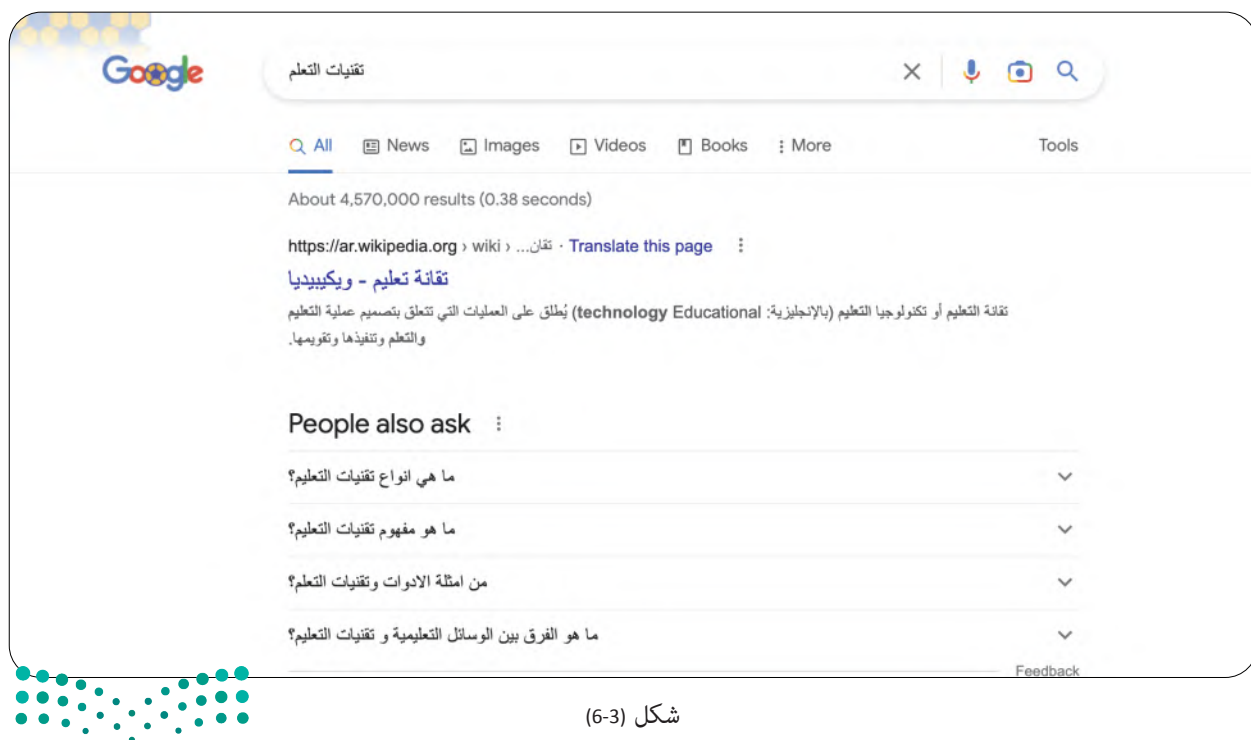 Google
تقنيات التعلم
All News Images Videos Books More Tools
About 4,570,000 results (0.38 seconds)
https://ar.wikipedia.org › wiki › ...تقان · Translate this page
تقانة تعليم - ويكيبيديا
تقانة التعليم أو تكنولوجيا التعليم (بالإنجليزية: technology Educational) يُطلق على العمليات التي تتعلق بتصميم عملية التعليم
والتعلم وتنفيذها وتقويمها.
People also ask
ما هي انواع تقنيات التعليم؟
ما هو مفهوم تقنيات التعليم؟
من امثلة الادوات وتقنيات التعلم؟
ما هو الفرق بين الوسائل التعليمية و تقنيات التعليم؟
Feedback
شكل (3-6)